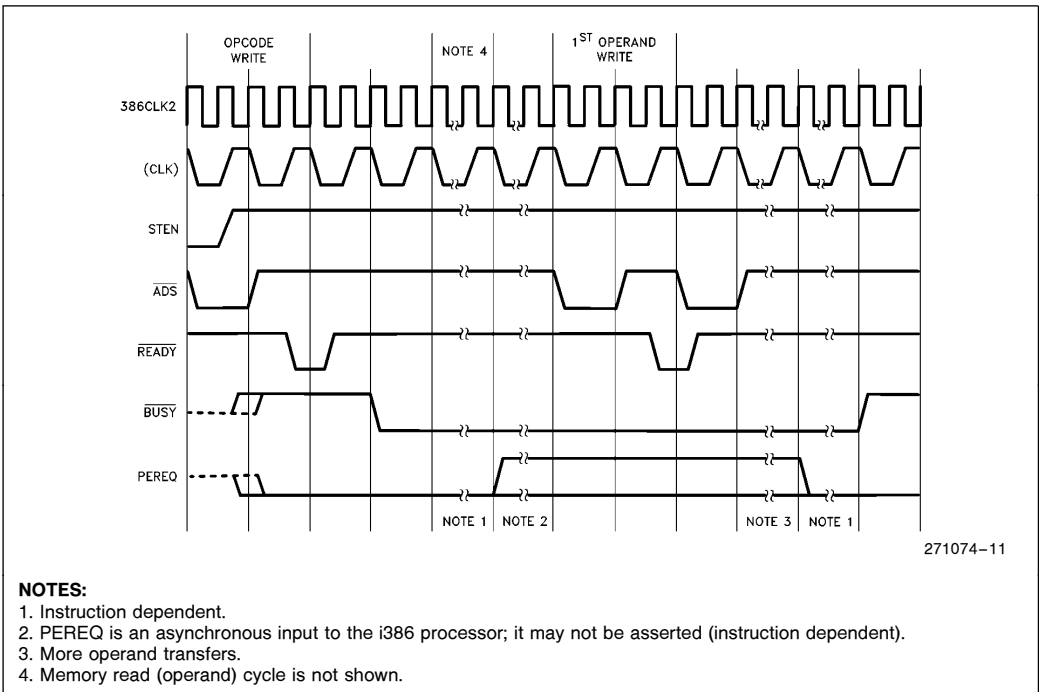 OPCODE
WRITE
NOTE 4
1ST OPERAND
WRITE
386CLK2
(CLK)
STEN
ADS
READY
BUSY
PEREQ
NOTE 1
NOTE 2
NOTE 3
NOTE 1
271074–11
NOTES:
1. Instruction dependent.
2. PEREQ is an asynchronous input to the i386 processor; it may not be asserted (instruction dependent).
3. More operand transfers.
4. Memory read (operand) cycle is not shown.